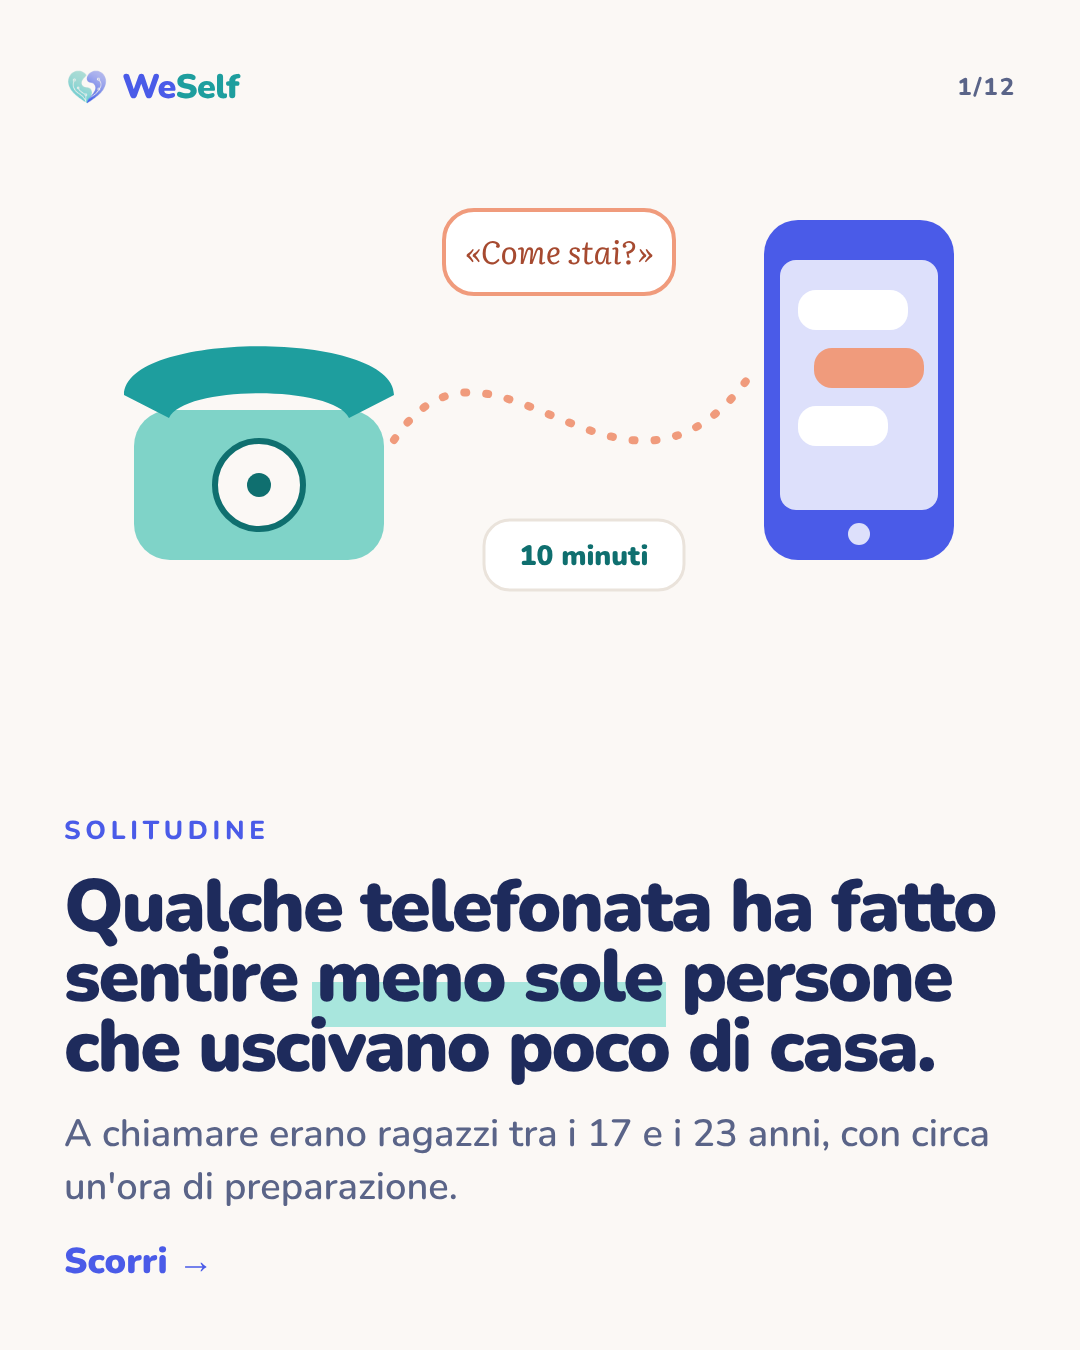 WeSelf
1/12
«Come stai?»
10 minuti
SOLITUDINE
Qualche telefonata ha fatto
sentire meno sole persone
che uscivano poco di casa.
A chiamare erano ragazzi tra i 17 e i 23 anni, con circa
un'ora di preparazione.
Scorri →